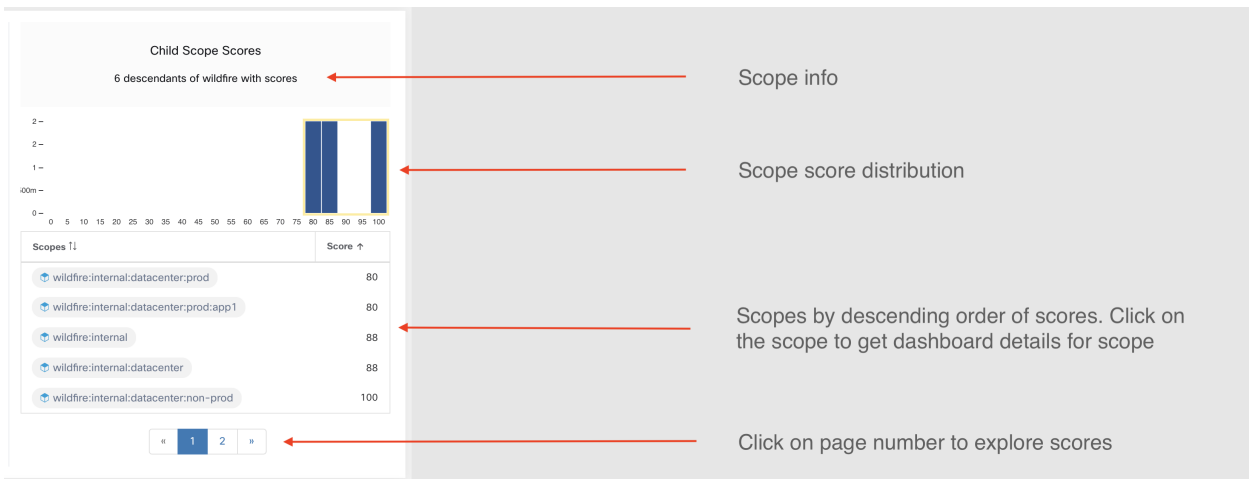 Child Scope Scores
6 descendants of wildfire with scores
Scope info
2
2
1
500m
0
0 5 10 15 20 25 30 35 40 45 50 55 60 65 70 75 80 85 90 95 100
Scope score distribution
Scopes ↑↓ Score ↑
wildfire:internal:datacenter:prod 80
wildfire:internal:datacenter:prod:app1 80
wildfire:internal 88
wildfire:internal:datacenter 88
wildfire:internal:datacenter:non-prod 100
Scopes by descending order of scores. Click on
the scope to get dashboard details for scope
« 1 2 »
Click on page number to explore scores